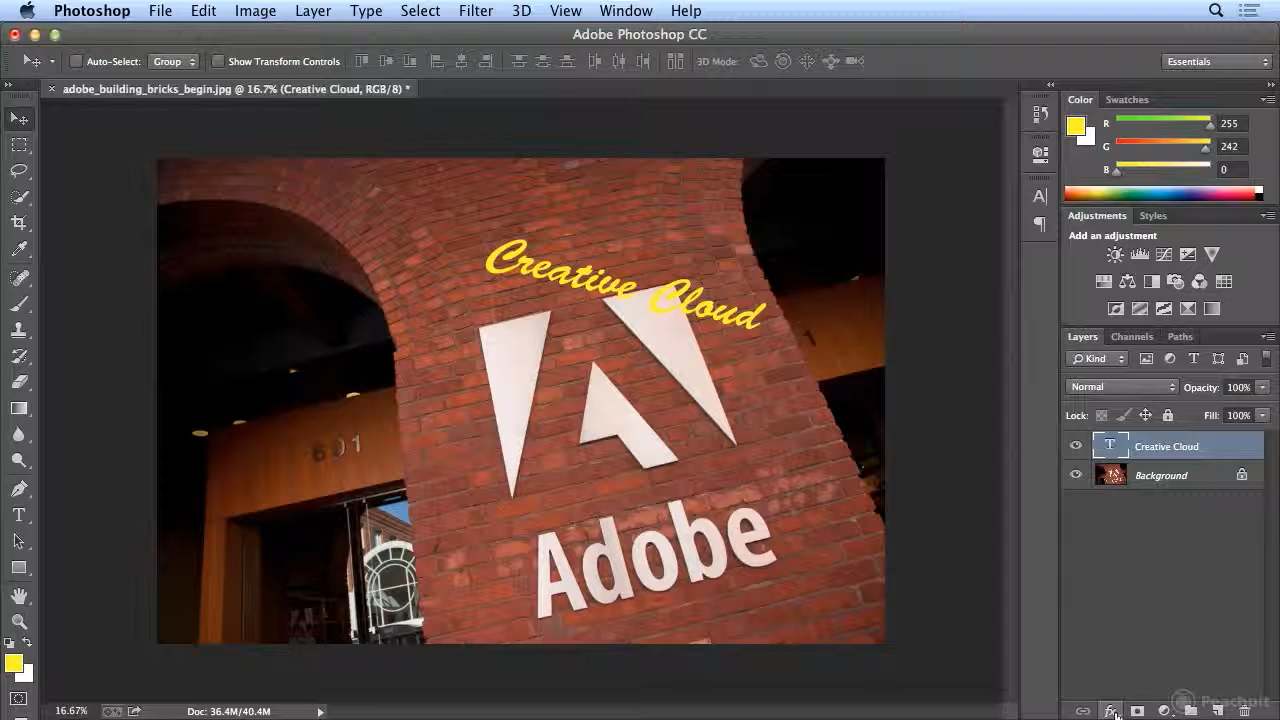 Photoshop File Edit Image Layer Type Select Filter 3D View Window Help
Adobe Photoshop CC
Auto-Select: Group Show Transform Controls 3D Mode: Essentials
adobe_building_bricks_begin.jpg @ 16.7% (Creative Cloud, RGB/8) *
Color Swatches
R 255
G 242
B 0
Adjustments Styles
Add an adjustment
Creative Cloud
Layers Channels Paths
Kind
Normal Opacity: 100%
Lock: Fill: 100%
T Creative Cloud
Background
601
Adobe
16.67% Doc: 36.4M/40.4M
fx
Peachpit